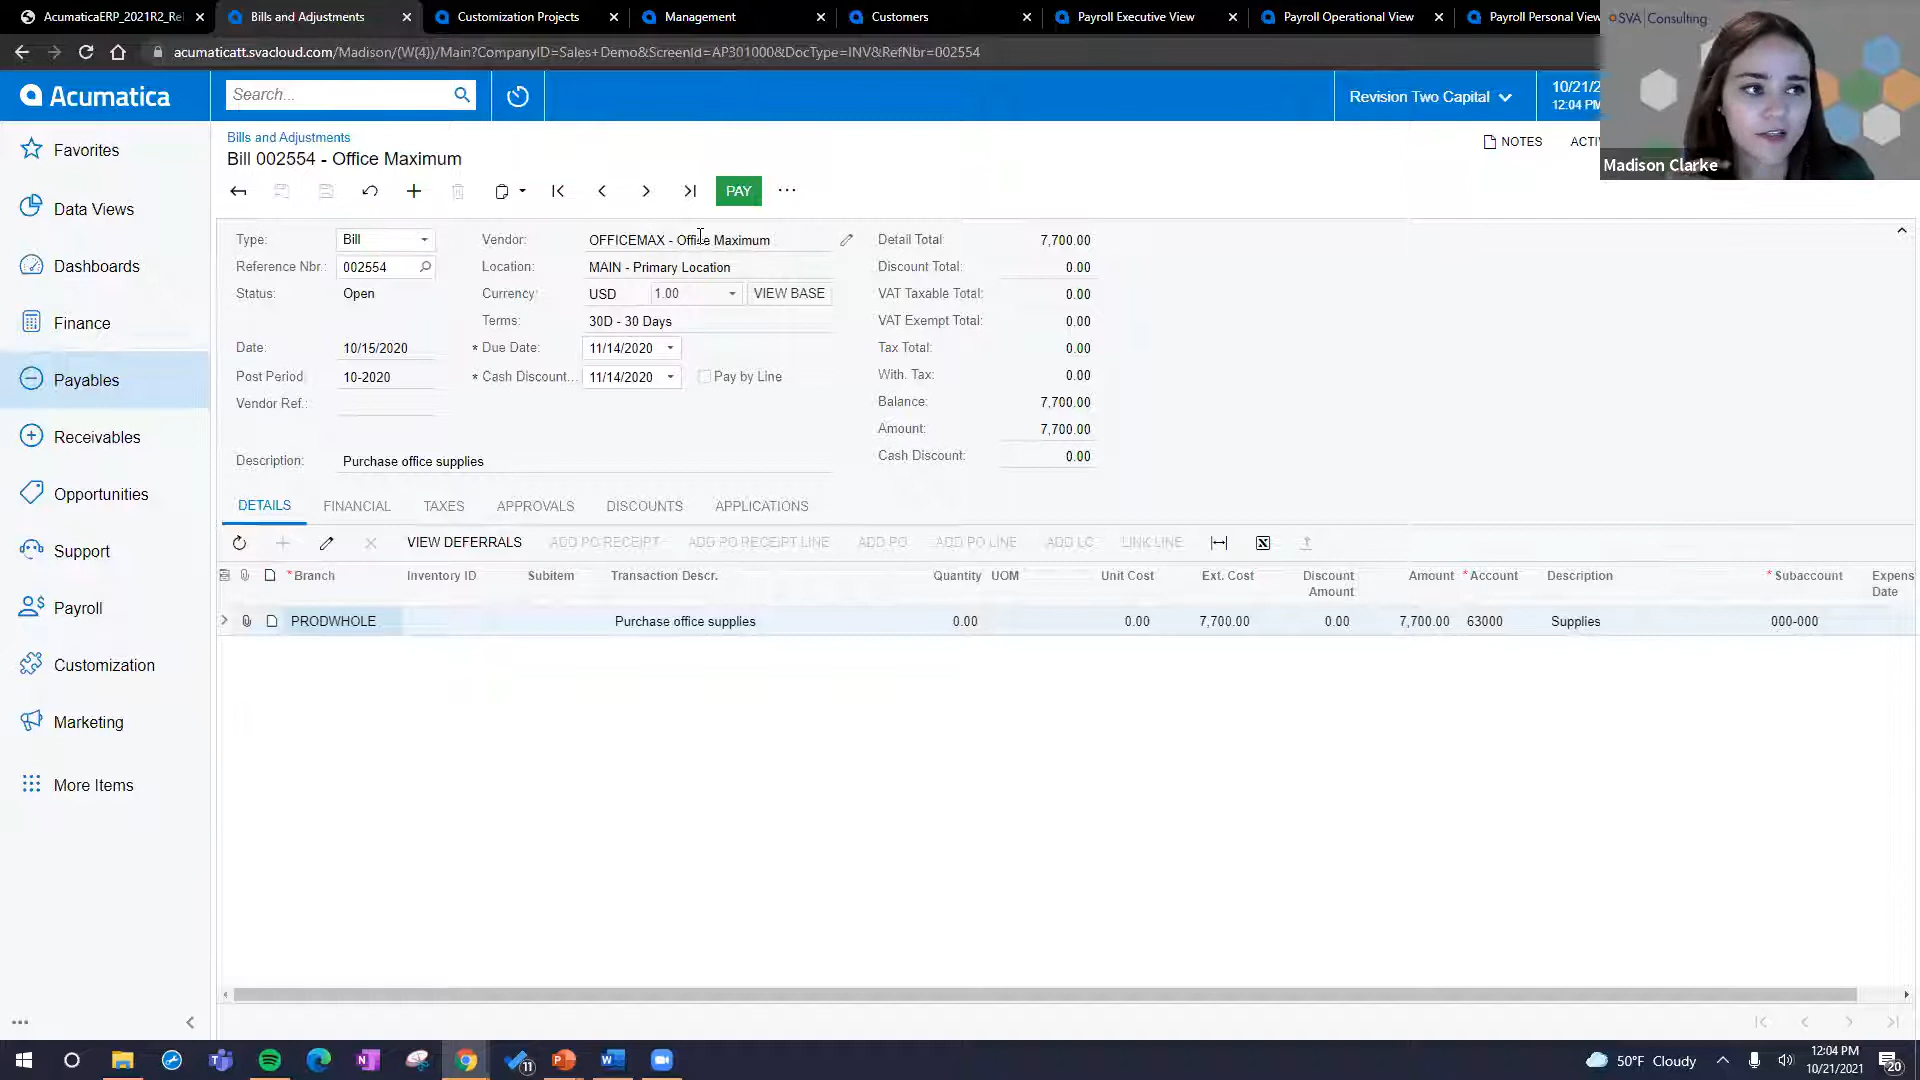 AcumaticaERP_2021R2_Rel
Bills and Adjustments
Customization Projects
Management
Customers
Payroll Executive View
Payroll Operational View
Payroll Personal View
acumaticatt.svacloud.com/Madison/(W(4))/Main?CompanyID=Sales+Demo&ScreenId=AP301000&DocType=INV&RefNbr=002554
SVA | Consulting
Madison Clarke
Acumatica
Search...
Revision Two Capital
10/21/2
12:04 PM
Favorites
Data Views
Dashboards
Finance
Payables
Receivables
Opportunities
Support
Payroll
Customization
Marketing
More Items
Bills and Adjustments
Bill 002554 - Office Maximum
NOTES
ACTI
PAY
Type: Bill
Reference Nbr.: 002554
Status: Open
Date: 10/15/2020
Post Period: 10-2020
Vendor Ref.:
Description: Purchase office supplies
Vendor: OFFICEMAX - Office Maximum
Location: MAIN - Primary Location
Currency: USD 1.00 VIEW BASE
Terms: 30D - 30 Days
* Due Date: 11/14/2020
* Cash Discount... 11/14/2020 Pay by Line
Detail Total: 7,700.00
Discount Total: 0.00
VAT Taxable Total: 0.00
VAT Exempt Total: 0.00
Tax Total: 0.00
With. Tax: 0.00
Balance: 7,700.00
Amount: 7,700.00
Cash Discount: 0.00
DETAILS FINANCIAL TAXES APPROVALS DISCOUNTS APPLICATIONS
VIEW DEFERRALS ADD PO RECEIPT ADD PO RECEIPT LINE ADD PO ADD PO LINE ADD LC LINK LINE
* Branch Inventory ID Subitem Transaction Descr. Quantity UOM Unit Cost Ext. Cost Discount Amount Amount * Account Description * Subaccount Expens Date
PRODWHOLE Purchase office supplies 0.00 0.00 7,700.00 0.00 7,700.00 63000 Supplies 000-000
11
50°F Cloudy
12:04 PM
10/21/2021
20